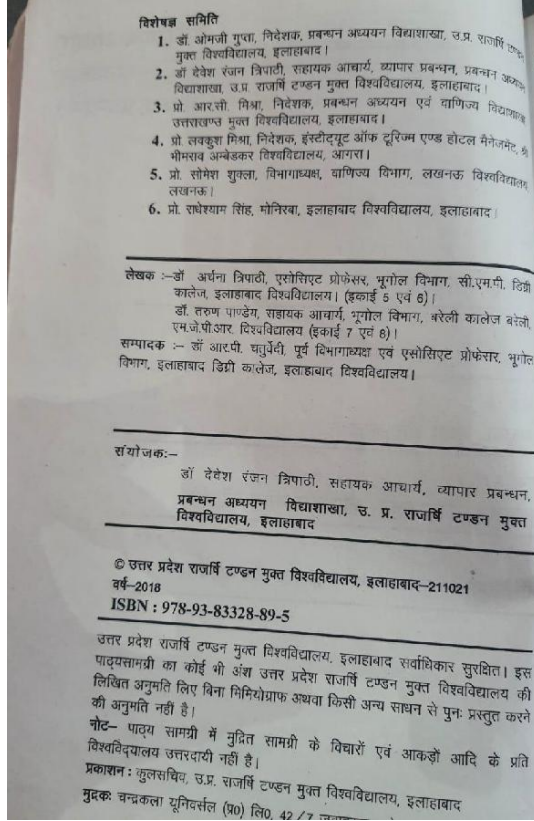 विशेषज्ञ समिति
1. डॉ. ओमजी गुप्ता, निदेशक, प्रबन्धन अध्ययन विद्याशाखा, उ.प्र. राजर्षि टण्डन
मुक्त विश्वविद्यालय, इलाहाबाद।
2. डॉ देवेश रंजन त्रिपाठी, सहायक आचार्य, व्यापार प्रबन्धन, प्रबन्धन अध्ययन
विद्याशाखा, उ.प्र. राजर्षि टण्डन मुक्त विश्वविद्यालय, इलाहाबाद।
3. प्रो. आर.सी. मिश्रा, निदेशक, प्रबन्धन अध्ययन एवं वाणिज्य विद्याशाखा
उत्तराखण्ड मुक्त विश्वविद्यालय, इलाहाबाद।
4. प्रो. लवकुश मिश्रा, निदेशक, इंस्टीट्यूट ऑफ टूरिज्म एण्ड होटल मैनेजमेंट,
भीमराव अम्बेडकर विश्वविद्यालय, आगरा।
5. प्रो. सोमेश शुक्ला, विभागाध्यक्ष, वाणिज्य विभाग, लखनऊ विश्वविद्यालय
लखनऊ।
6. प्रो. राधेश्याम सिंह, मोनिरबा, इलाहाबाद विश्वविद्यालय, इलाहाबाद।
लेखक :–डॉ अर्चना त्रिपाठी, एसोसिएट प्रोफेसर, भूगोल विभाग, सी.एम.पी. डिग्री
कालेज, इलाहाबाद विश्वविद्यालय। (इकाई 5 एवं 6)।
डॉ. तरुण पाण्डेय, सहायक आचार्य, भूगोल विभाग, बरेली कालेज बरेली,
एम.जे.पी.आर. विश्वविद्यालय (इकाई 7 एवं 8)।
सम्पादक :– डॉ आर.पी. चतुर्वेदी, पूर्व विभागाध्यक्ष एवं एसोसिएट प्रोफेसर, भूगोल
विभाग, इलाहाबाद डिग्री कालेज, इलाहाबाद विश्वविद्यालय।
संयोजक:–
डॉ देवेश रंजन त्रिपाठी, सहायक आचार्य, व्यापार प्रबन्धन,
प्रबन्धन अध्ययन विद्याशाखा, उ. प्र. राजर्षि टण्डन मुक्त
विश्वविद्यालय, इलाहाबाद
© उत्तर प्रदेश राजर्षि टण्डन मुक्त विश्वविद्यालय, इलाहाबाद–211021
वर्ष–2018
ISBN : 978-93-83328-89-5
उत्तर प्रदेश राजर्षि टण्डन मुक्त विश्वविद्यालय, इलाहाबाद सर्वाधिकार सुरक्षित। इस
पाठ्यसामग्री का कोई भी अंश उत्तर प्रदेश राजर्षि टण्डन मुक्त विश्वविद्यालय की
लिखित अनुमति लिए बिना मिमियोग्राफ अथवा किसी अन्य साधन से पुनः प्रस्तुत करने
की अनुमति नहीं है।
नोट– पाठ्य सामग्री में मुद्रित सामग्री के विचारों एवं आकड़ों आदि के प्रति
विश्वविद्यालय उत्तरदायी नहीं है।
प्रकाशन : कुलसचिव, उ.प्र. राजर्षि टण्डन मुक्त विश्वविद्यालय, इलाहाबाद
मुद्रक: चन्द्रकला यूनिवर्सल (प्रा0) लि0, 42/7